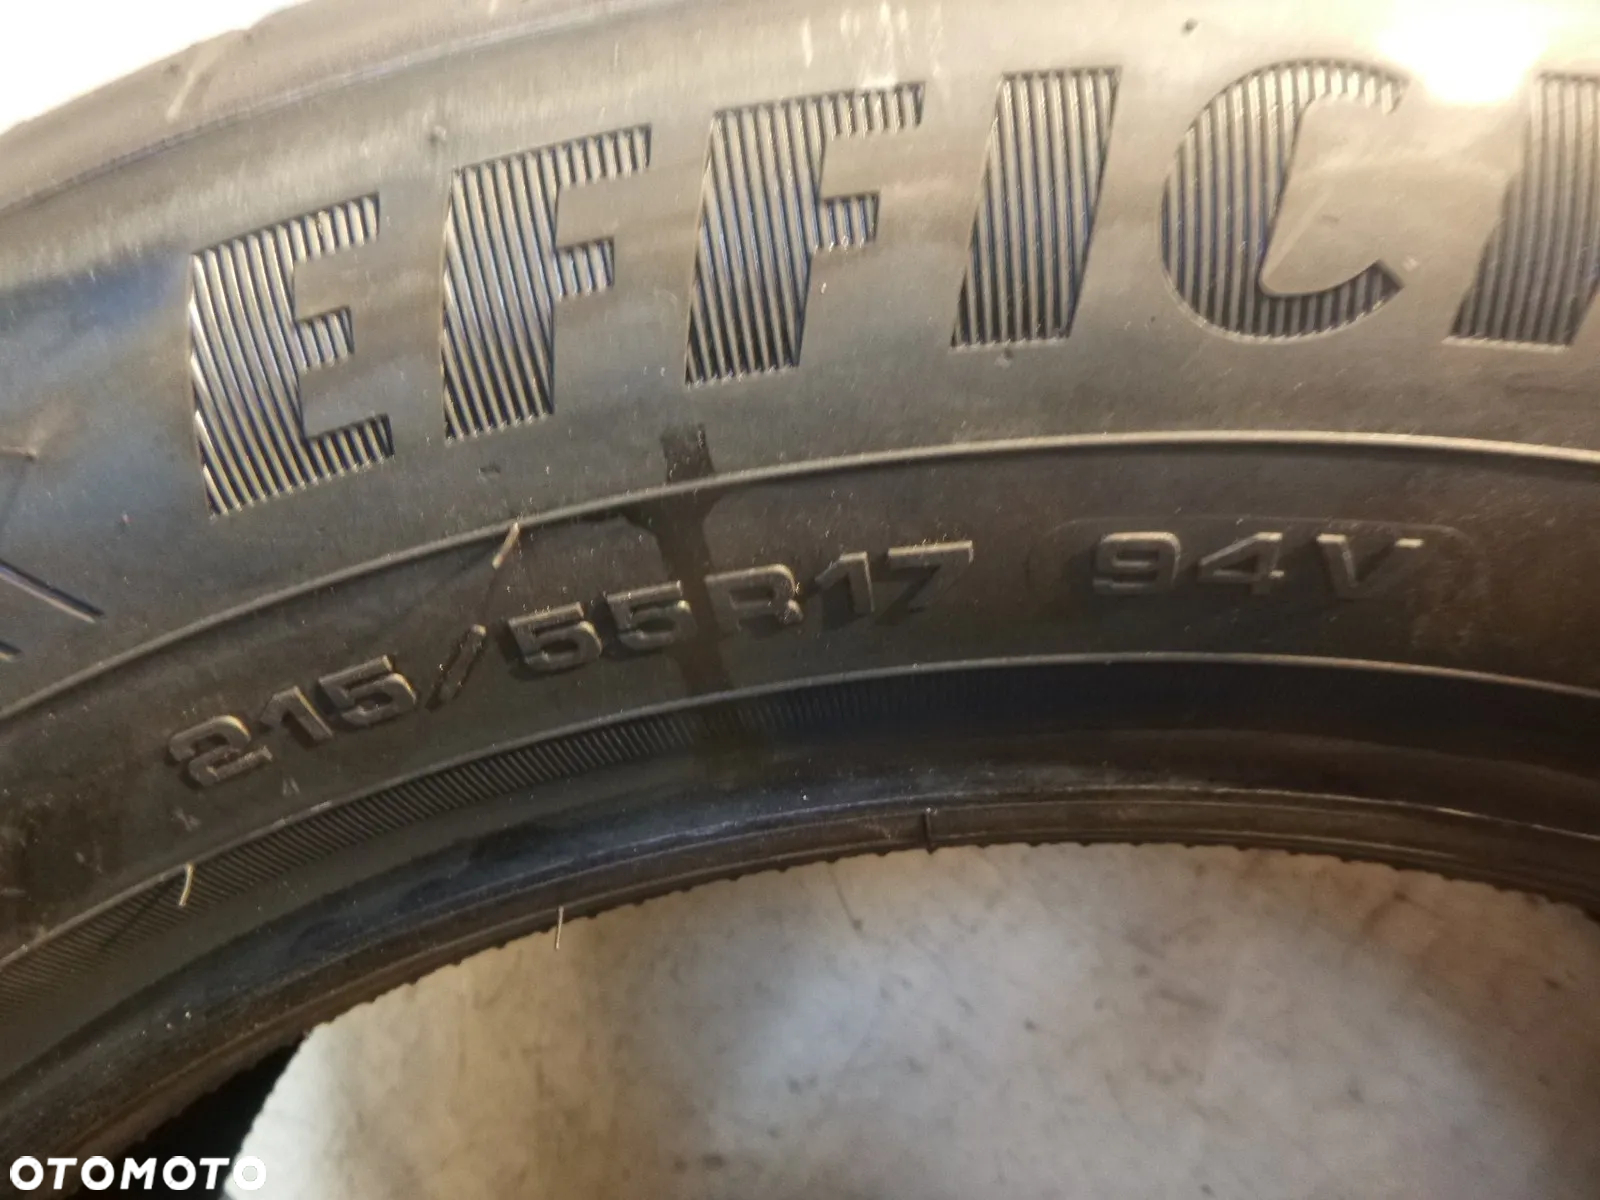 EFFICI
215/55R17 94V
OTOMOTO